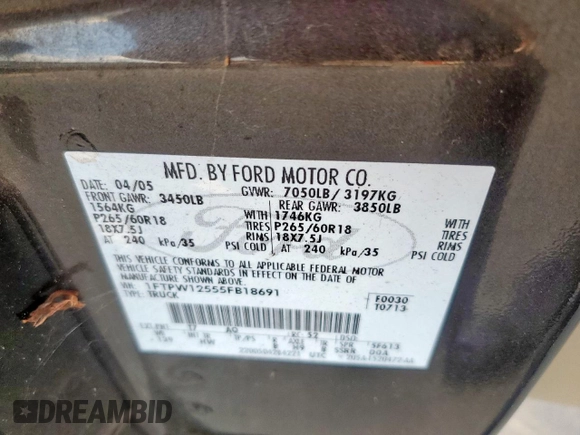 MFD. BY FORD MOTOR CO.
DATE: 04/05 GVWR: 7050LB / 3197KG
FRONT GAWR: 3450LB REAR GAWR: 3850LB
1564KG WITH 1746KG WITH
P265/60R18 TIRES P265/60R18 TIRES
18X7.5J RIMS 18X7.5J RIMS
AT 240 kPa/35 PSI COLD AT 240 kPa/35 PSI COLD
THIS VEHICLE CONFORMS TO ALL APPLICABLE FEDERAL MOTOR
VEHICLE SAFETY STANDARDS IN EFFECT ON THE DATE OF
MANUFACTURE SHOWN ABOVE.
VIN: 1FTPW12555FB18691 F0030
TYPE: TRUCK T0713
Ford
DREAMBID